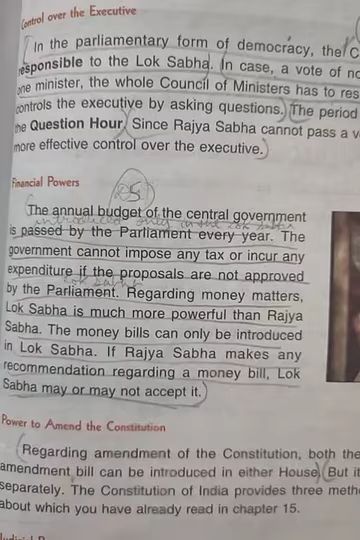 Control over the Executive
In the parliamentary form of democracy, the C
responsible to the Lok Sabha. In case, a vote of no
one minister, the whole Council of Ministers has to res
controls the executive by asking questions. The period
the Question Hour. Since Rajya Sabha cannot pass a v
more effective control over the executive.
Financial Powers
The annual budget of the central government
introduced only in the lok sabha
is passed by the Parliament every year. The
government cannot impose any tax or incur any
expenditure if the proposals are not approved
lok sabha
by the Parliament. Regarding money matters,
Lok Sabha is much more powerful than Rajya
Sabha. The money bills can only be introduced
in Lok Sabha. If Rajya Sabha makes any
recommendation regarding a money bill, Lok
Sabha may or may not accept it.
Power to Amend the Constitution
Regarding amendment of the Constitution, both the
amendment bill can be introduced in either House. But it
separately. The Constitution of India provides three meth
about which you have already read in chapter 15.